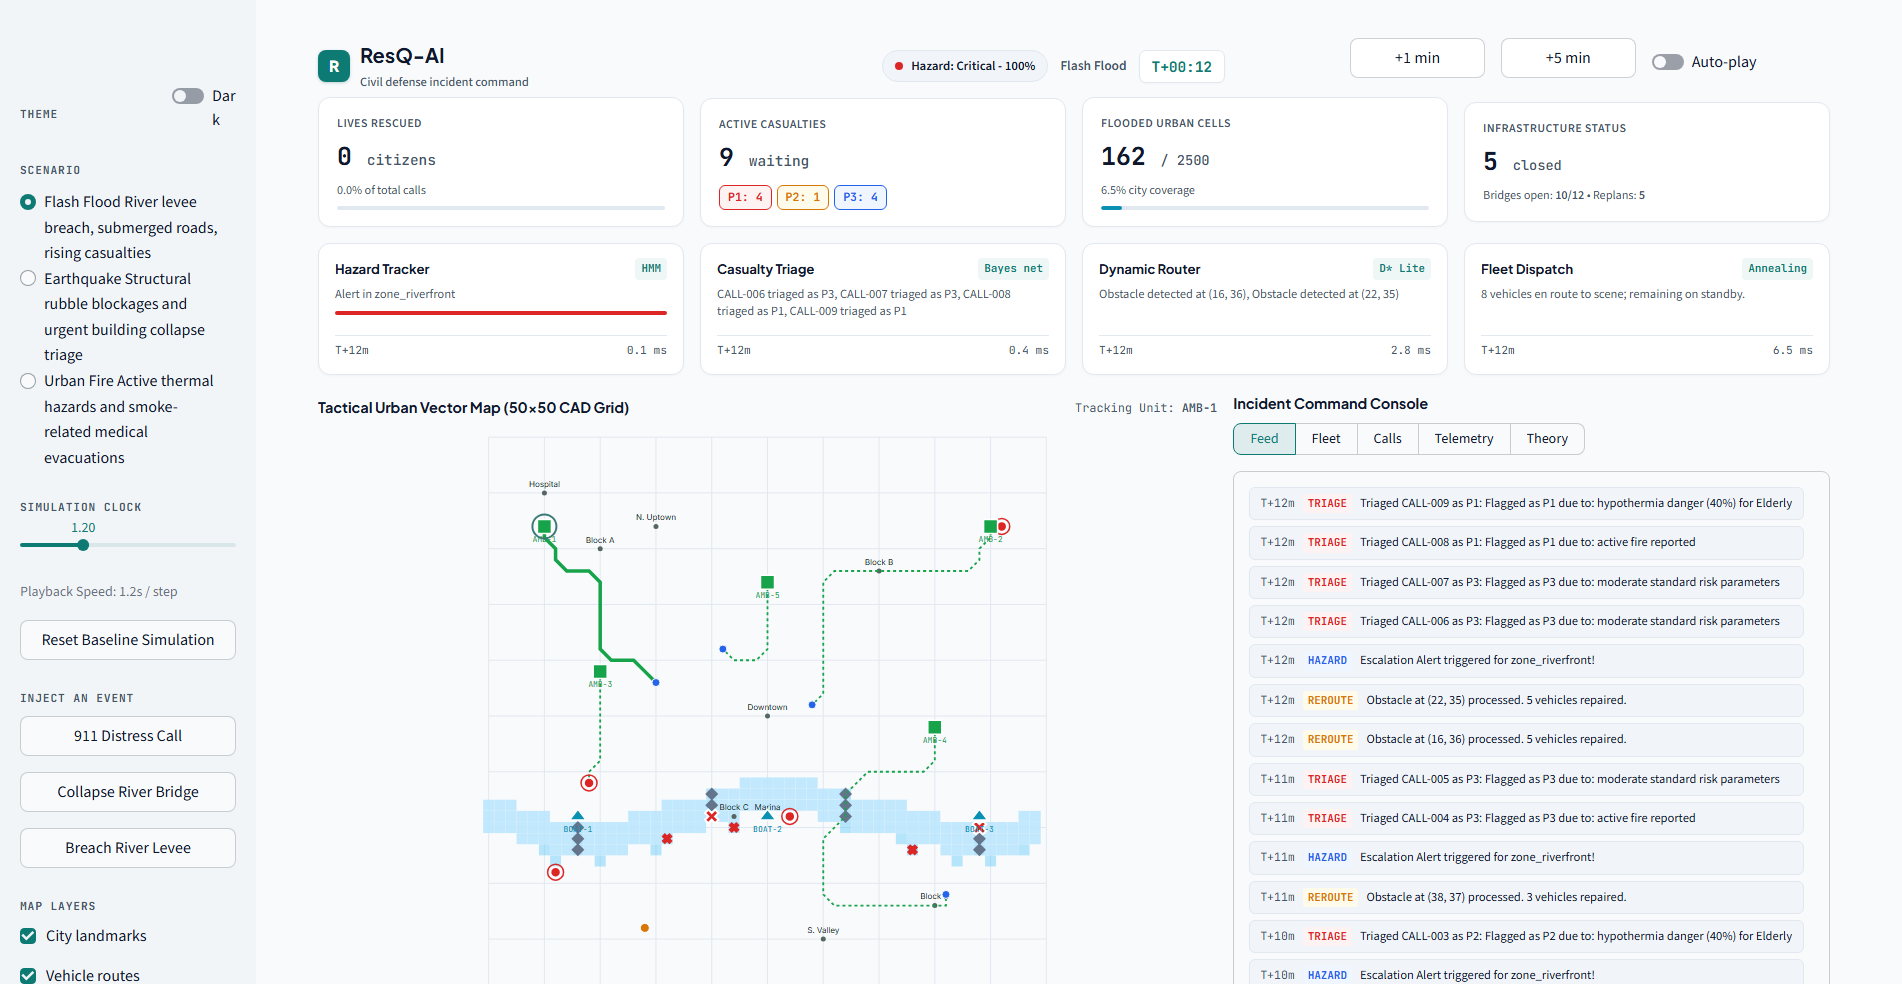 Dar
k
THEME
SCENARIO
Flash Flood River levee
breach, submerged roads,
rising casualties
Earthquake Structural
rubble blockages and
urgent building collapse
triage
Urban Fire Active thermal
hazards and smoke-
related medical
evacuations
SIMULATION CLOCK
1.20
Playback Speed: 1.2s / step
Reset Baseline Simulation
INJECT AN EVENT
911 Distress Call
Collapse River Bridge
Breach River Levee
MAP LAYERS
City landmarks
Vehicle routes
R
ResQ-AI
Civil defense incident command
Hazard: Critical - 100%
Flash Flood
T+00:12
+1 min
+5 min
Auto-play
LIVES RESCUED
0 citizens
0.0% of total calls
ACTIVE CASUALTIES
9 waiting
P1: 4
P2: 1
P3: 4
FLOODED URBAN CELLS
162 / 2500
6.5% city coverage
INFRASTRUCTURE STATUS
5 closed
Bridges open: 10/12 • Replans: 5
Hazard Tracker
HMM
Alert in zone_riverfront
T+12m
0.1 ms
Casualty Triage
Bayes net
CALL-006 triaged as P3, CALL-007 triaged as P3, CALL-008
triaged as P1, CALL-009 triaged as P1
T+12m
0.4 ms
Dynamic Router
D* Lite
Obstacle detected at (16, 36), Obstacle detected at (22, 35)
T+12m
2.8 ms
Fleet Dispatch
Annealing
8 vehicles en route to scene; remaining on standby.
T+12m
6.5 ms
Tactical Urban Vector Map (50×50 CAD Grid)
Tracking Unit: AMB-1
Hospital
N. Uptown
AMB-1
Block A
AMB-2
Block B
AMB-5
AMB-3
Downtown
AMB-4
Block C
Marina
BOAT-1
BOAT-2
BOAT-3
Block
S. Valley
Incident Command Console
Feed
Fleet
Calls
Telemetry
Theory
T+12m TRIAGE Triaged CALL-009 as P1: Flagged as P1 due to: hypothermia danger (40%) for Elderly
T+12m TRIAGE Triaged CALL-008 as P1: Flagged as P1 due to: active fire reported
T+12m TRIAGE Triaged CALL-007 as P3: Flagged as P3 due to: moderate standard risk parameters
T+12m TRIAGE Triaged CALL-006 as P3: Flagged as P3 due to: moderate standard risk parameters
T+12m HAZARD Escalation Alert triggered for zone_riverfront!
T+12m REROUTE Obstacle at (22, 35) processed. 5 vehicles repaired.
T+12m REROUTE Obstacle at (16, 36) processed. 5 vehicles repaired.
T+11m TRIAGE Triaged CALL-005 as P3: Flagged as P3 due to: moderate standard risk parameters
T+11m TRIAGE Triaged CALL-004 as P3: Flagged as P3 due to: active fire reported
T+11m HAZARD Escalation Alert triggered for zone_riverfront!
T+11m REROUTE Obstacle at (38, 37) processed. 3 vehicles repaired.
T+10m TRIAGE Triaged CALL-003 as P2: Flagged as P2 due to: hypothermia danger (40%) for Elderly
T+10m HAZARD Escalation Alert triggered for zone_riverfront!